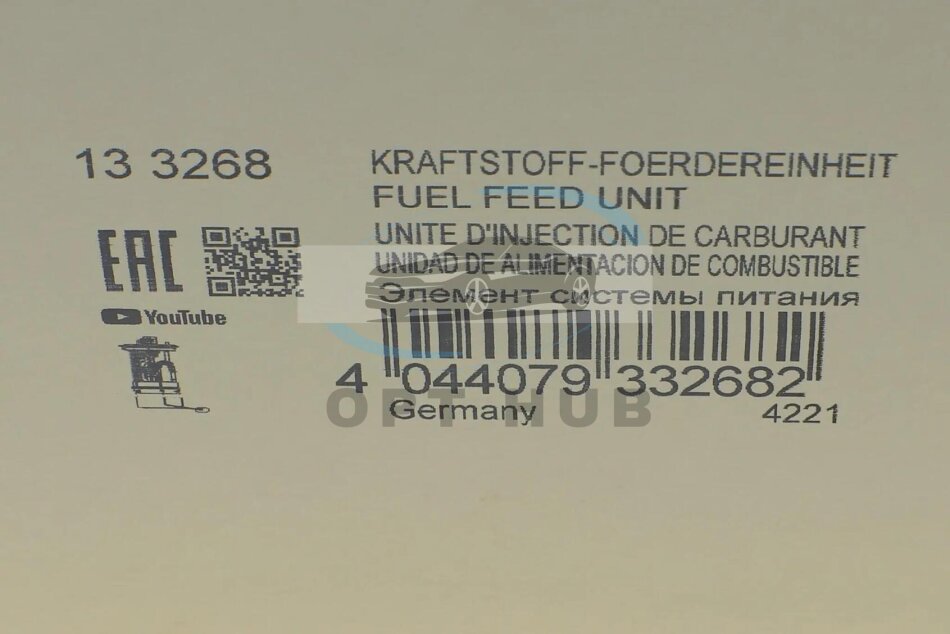 13 3268
KRAFTSTOFF-FOERDEREINHEIT
FUEL FEED UNIT
UNITE D'INJECTION DE CARBURANT
UNIDAD DE ALIMENTACION DE COMBUSTIBLE
Элемент системы питания
EAC
YouTube
4 044079 332682
Germany
4221
OPT HUB